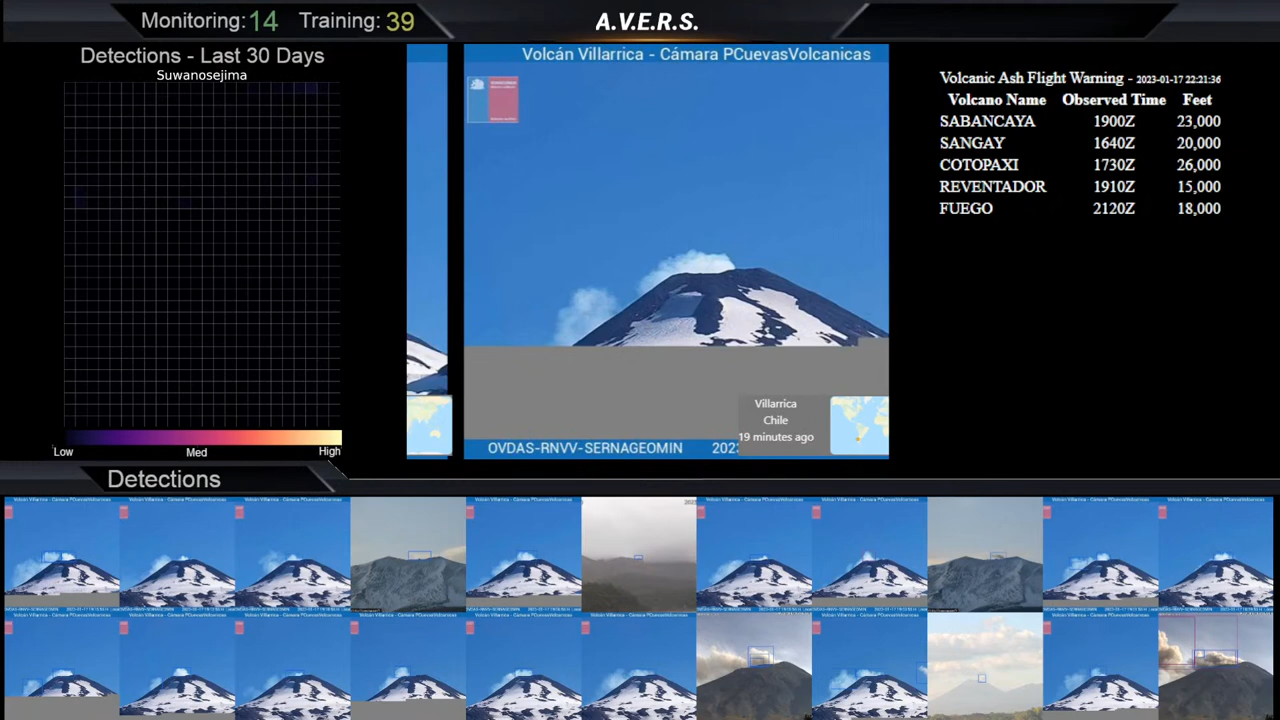 Monitoring: 14 Training: 39
A.V.E.R.S.
Detections - Last 30 Days
Suwanosejima
Low Med High
Volcán Villarrica - Cámara PCuevasVolcanicas
Villarrica
Chile
19 minutes ago
OVDAS-RNVV-SERNAGEOMIN 2023
Volcanic Ash Flight Warning - 2023-01-17 22:21:36
Volcano Name Observed Time Feet
SABANCAYA 1900Z 23,000
SANGAY 1640Z 20,000
COTOPAXI 1730Z 26,000
REVENTADOR 1910Z 15,000
FUEGO 2120Z 18,000
Detections